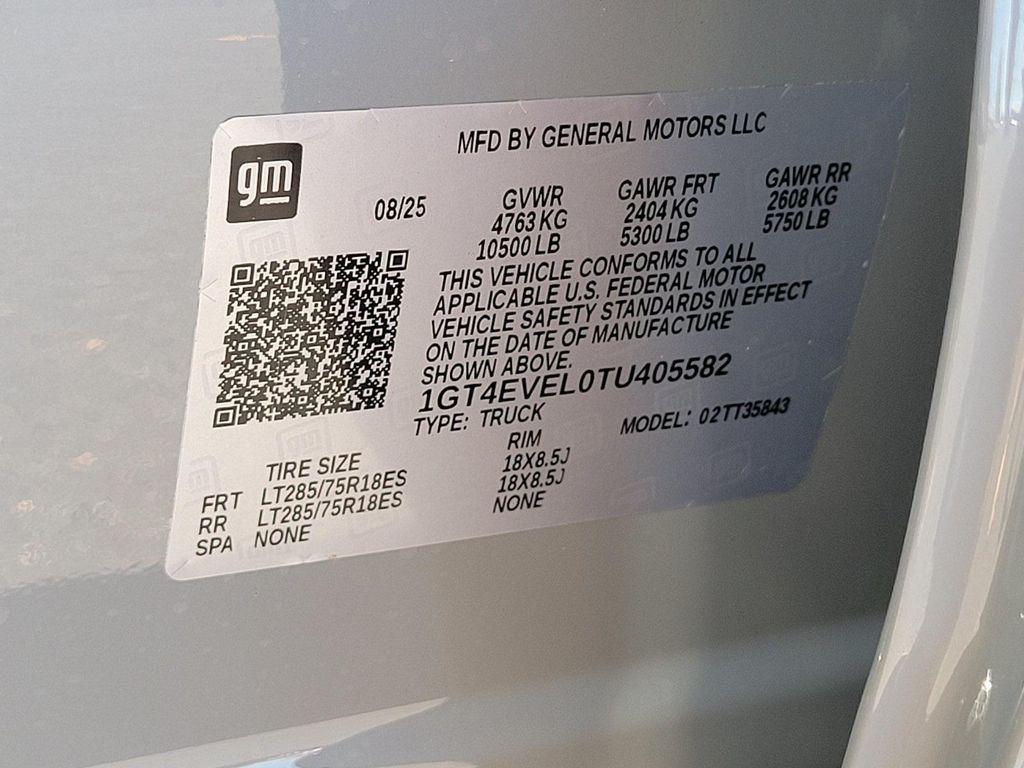 MFD BY GENERAL MOTORS LLC
gm
08/25
GVWR
4763 KG
10500 LB
GAWR FRT
2404 KG
5300 LB
GAWR RR
2608 KG
5750 LB
THIS VEHICLE CONFORMS TO ALL
APPLICABLE U.S. FEDERAL MOTOR
VEHICLE SAFETY STANDARDS IN EFFECT
ON THE DATE OF MANUFACTURE
SHOWN ABOVE.
1GT4EVEL0TU405582
TYPE: TRUCK
MODEL: 02TT35843
TIRE SIZE RIM
FRT LT285/75R18ES 18X8.5J
RR LT285/75R18ES 18X8.5J
SPA NONE NONE